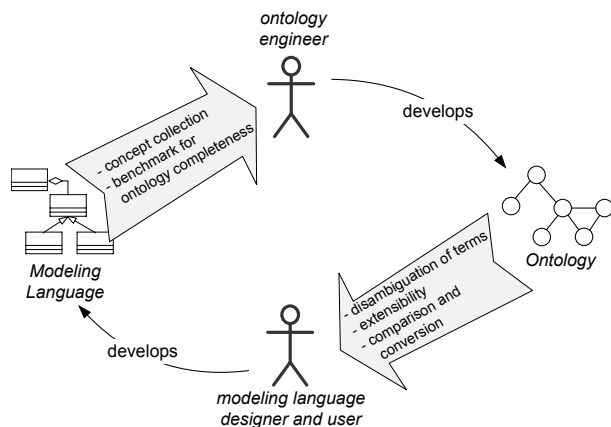 ontology
engineer
develops
- concept collection
- benchmark for
ontology completeness
Modeling
Language
Ontology
- disambiguation of terms
- extensibility
- comparison and
conversion
develops
modeling language
designer and user